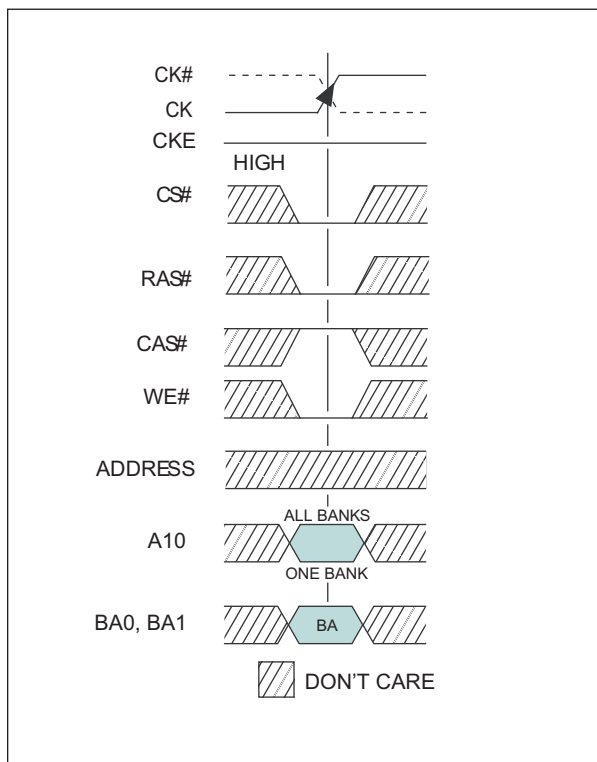 CK#
CK
CKE
HIGH
CS#
RAS#
CAS#
WE#
ADDRESS
ALL BANKS
A10
ONE BANK
BA0, BA1
BA
DON'T CARE